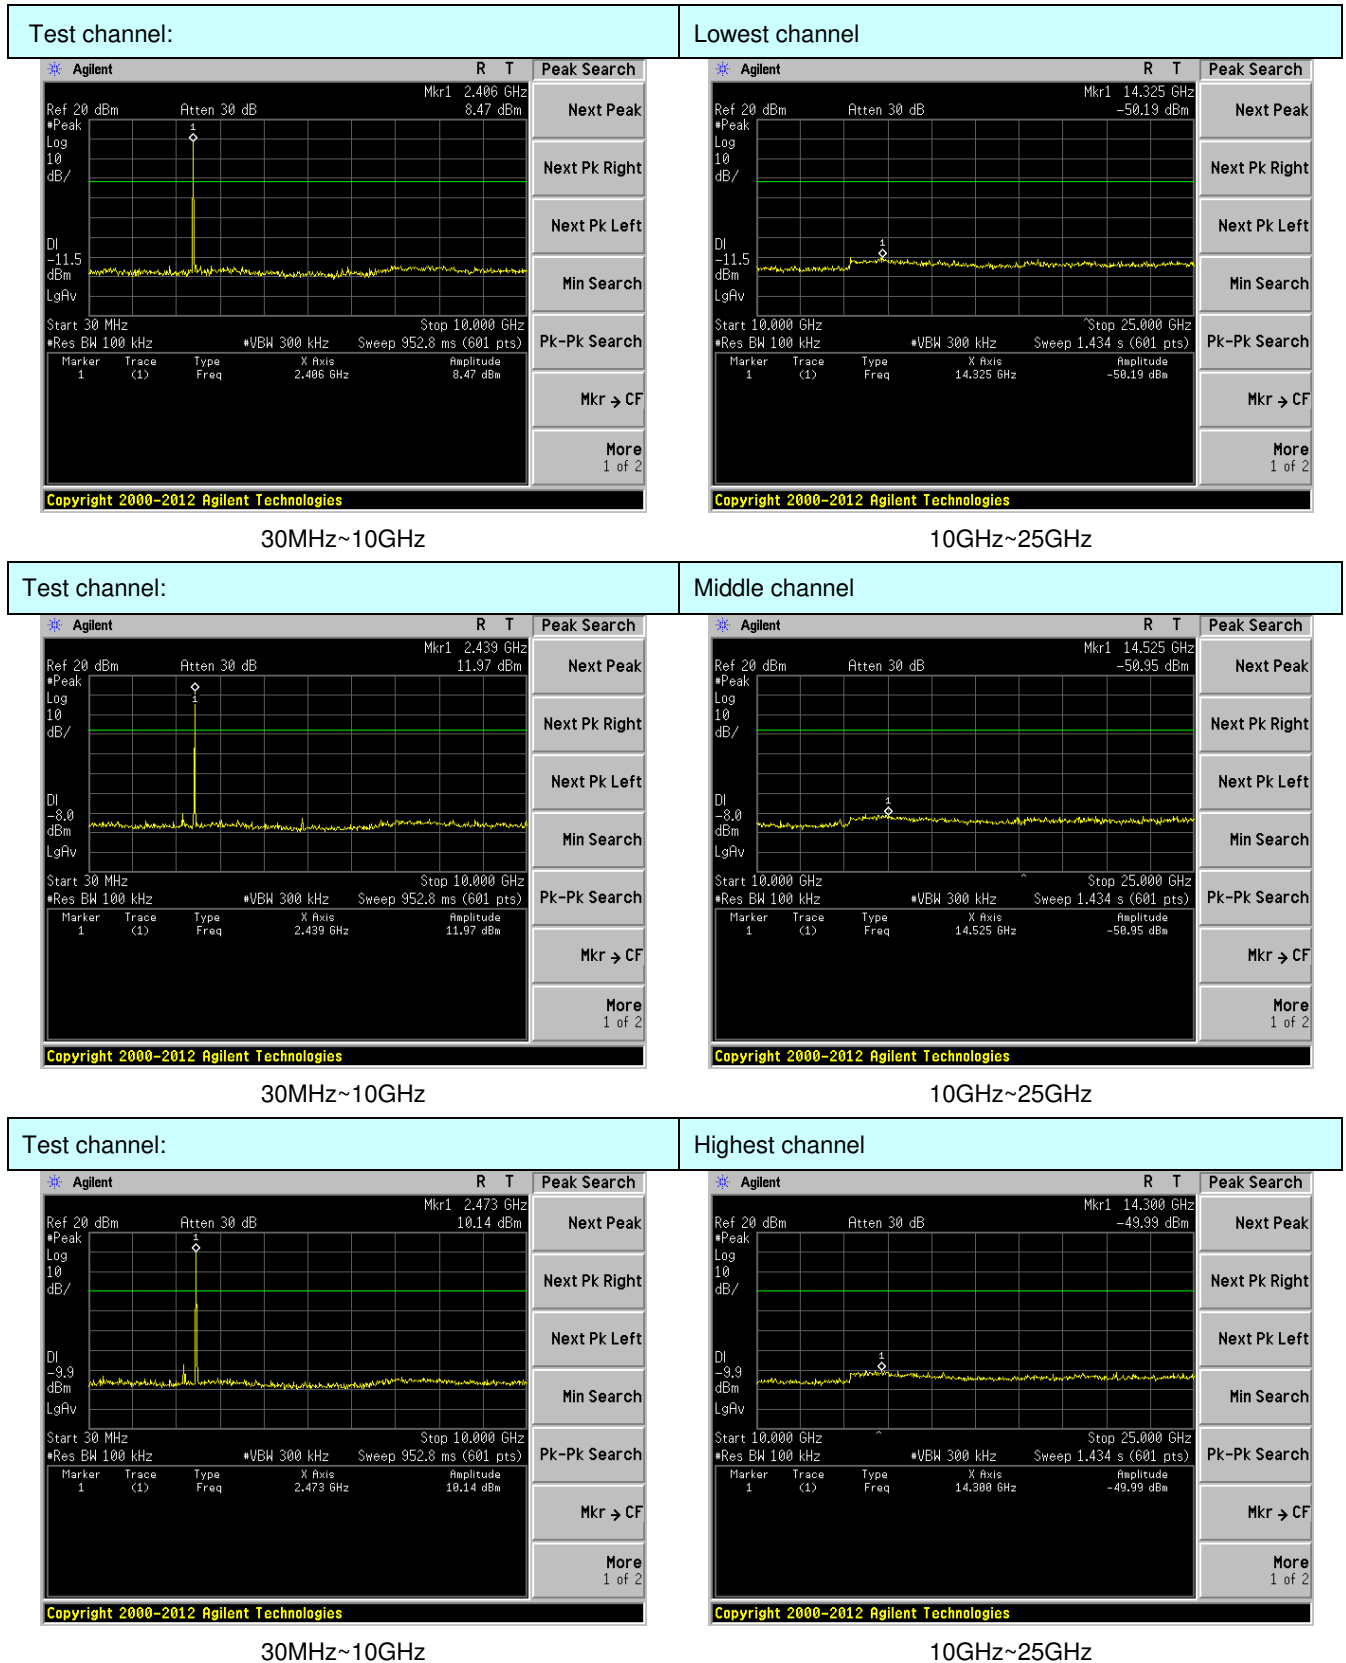 Test channel: Lowest channel
Agilent R T Peak Search
Mkr1 2.406 GHz
Ref 20 dBm Atten 30 dB 8.47 dBm
#Peak
Log
10
dB/
1
DI
-11.5
dBm
LgAv
Start 30 MHz Stop 10.000 GHz
#Res BW 100 kHz #VBW 300 kHz Sweep 952.8 ms (601 pts)
Marker Trace Type X Axis Amplitude
1 (1) Freq 2.406 GHz 8.47 dBm
Next Peak
Next Pk Right
Next Pk Left
Min Search
Pk-Pk Search
Mkr → CF
More
1 of 2
Copyright 2000-2012 Agilent Technologies
30MHz~10GHz
Agilent R T Peak Search
Mkr1 14.325 GHz
Ref 20 dBm Atten 30 dB -50.19 dBm
#Peak
Log
10
dB/
1
DI
-11.5
dBm
LgAv
Start 10.000 GHz ^Stop 25.000 GHz
#Res BW 100 kHz #VBW 300 kHz Sweep 1.434 s (601 pts)
Marker Trace Type X Axis Amplitude
1 (1) Freq 14.325 GHz -50.19 dBm
Next Peak
Next Pk Right
Next Pk Left
Min Search
Pk-Pk Search
Mkr → CF
More
1 of 2
Copyright 2000-2012 Agilent Technologies
10GHz~25GHz
Test channel: Middle channel
Agilent R T Peak Search
Mkr1 2.439 GHz
Ref 20 dBm Atten 30 dB 11.97 dBm
#Peak
Log
10
dB/
1
DI
-8.0
dBm
LgAv
Start 30 MHz Stop 10.000 GHz
#Res BW 100 kHz #VBW 300 kHz Sweep 952.8 ms (601 pts)
Marker Trace Type X Axis Amplitude
1 (1) Freq 2.439 GHz 11.97 dBm
Next Peak
Next Pk Right
Next Pk Left
Min Search
Pk-Pk Search
Mkr → CF
More
1 of 2
Copyright 2000-2012 Agilent Technologies
30MHz~10GHz
Agilent R T Peak Search
Mkr1 14.525 GHz
Ref 20 dBm Atten 30 dB -50.95 dBm
#Peak
Log
10
dB/
1
DI
-8.0
dBm
LgAv
Start 10.000 GHz ^ Stop 25.000 GHz
#Res BW 100 kHz #VBW 300 kHz Sweep 1.434 s (601 pts)
Marker Trace Type X Axis Amplitude
1 (1) Freq 14.525 GHz -50.95 dBm
Next Peak
Next Pk Right
Next Pk Left
Min Search
Pk-Pk Search
Mkr → CF
More
1 of 2
Copyright 2000-2012 Agilent Technologies
10GHz~25GHz
Test channel: Highest channel
Agilent R T Peak Search
Mkr1 2.473 GHz
Ref 20 dBm Atten 30 dB 10.14 dBm
#Peak
Log
10
dB/
1
DI
-9.9
dBm
LgAv
Start 30 MHz Stop 10.000 GHz
#Res BW 100 kHz #VBW 300 kHz Sweep 952.8 ms (601 pts)
Marker Trace Type X Axis Amplitude
1 (1) Freq 2.473 GHz 10.14 dBm
Next Peak
Next Pk Right
Next Pk Left
Min Search
Pk-Pk Search
Mkr → CF
More
1 of 2
Copyright 2000-2012 Agilent Technologies
30MHz~10GHz
Agilent R T Peak Search
Mkr1 14.300 GHz
Ref 20 dBm Atten 30 dB -49.99 dBm
#Peak
Log
10
dB/
1
DI
-9.9
dBm
LgAv
Start 10.000 GHz ^ Stop 25.000 GHz
#Res BW 100 kHz #VBW 300 kHz Sweep 1.434 s (601 pts)
Marker Trace Type X Axis Amplitude
1 (1) Freq 14.300 GHz -49.99 dBm
Next Peak
Next Pk Right
Next Pk Left
Min Search
Pk-Pk Search
Mkr → CF
More
1 of 2
Copyright 2000-2012 Agilent Technologies
10GHz~25GHz